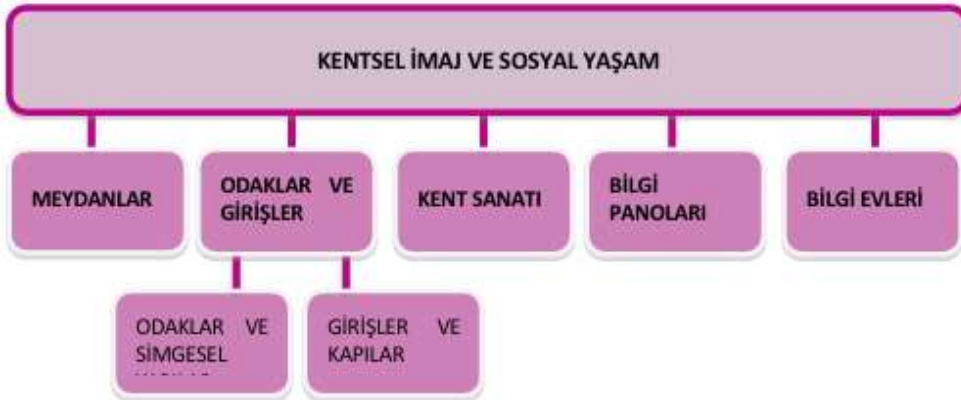 KENTSEL İMAJ VE SOSYAL YAŞAM
MEYDANLAR
ODAKLAR VE
GİRİŞLER
KENT SANATI
BİLGİ
PANOLARI
BİLGİ EVLERİ
ODAKLAR VE
SİMGESEL
GİRİŞLER VE
KAPILAR